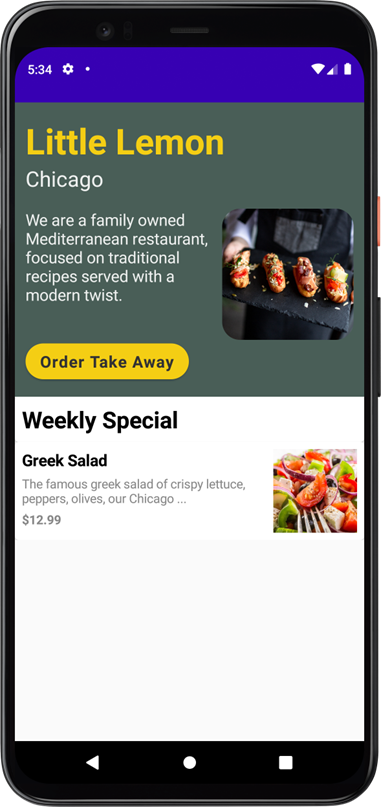 5:34
Little Lemon
Chicago
We are a family owned
Mediterranean restaurant,
focused on traditional
recipes served with a
modern twist.
Order Take Away
Weekly Special
Greek Salad
The famous greek salad of crispy lettuce,
peppers, olives, our Chicago ...
$12.99